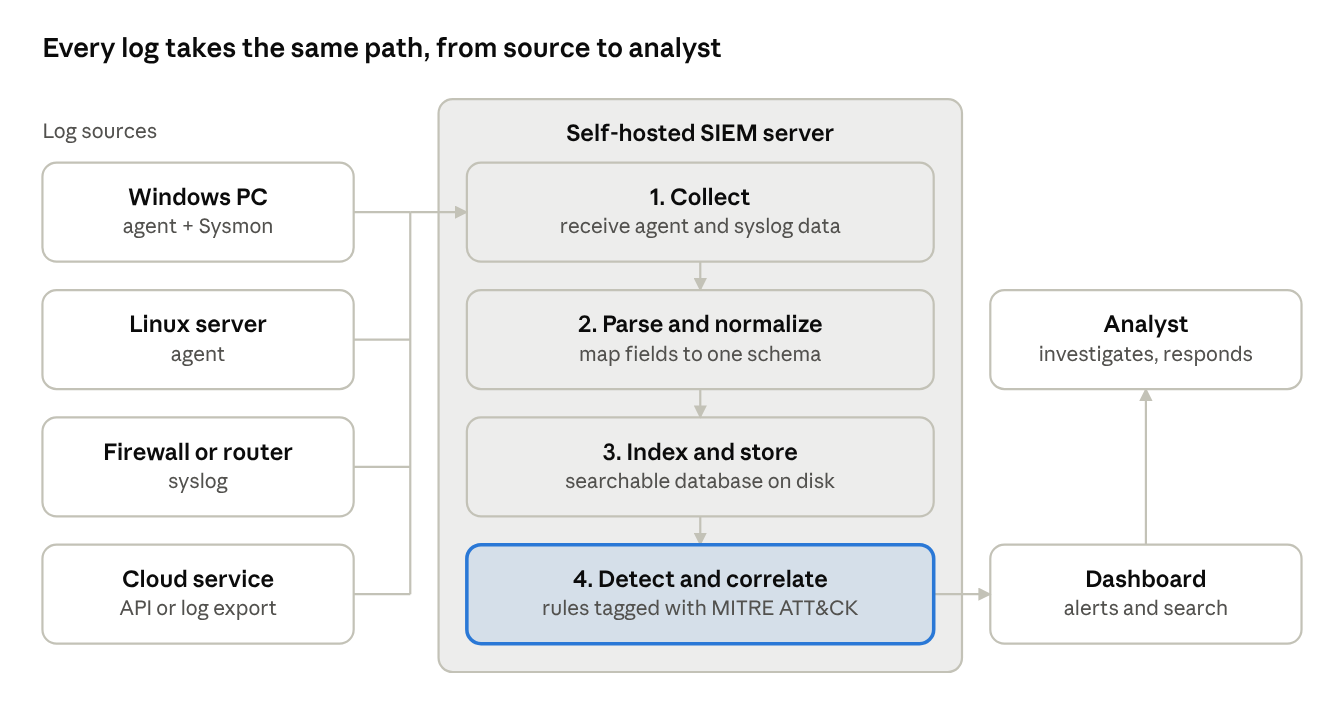 Every log takes the same path, from source to analyst
Log sources
Windows PC
agent + Sysmon
Linux server
agent
Firewall or router
syslog
Cloud service
API or log export
Self-hosted SIEM server
1. Collect
receive agent and syslog data
2. Parse and normalize
map fields to one schema
3. Index and store
searchable database on disk
4. Detect and correlate
rules tagged with MITRE ATT&CK
Analyst
investigates, responds
Dashboard
alerts and search